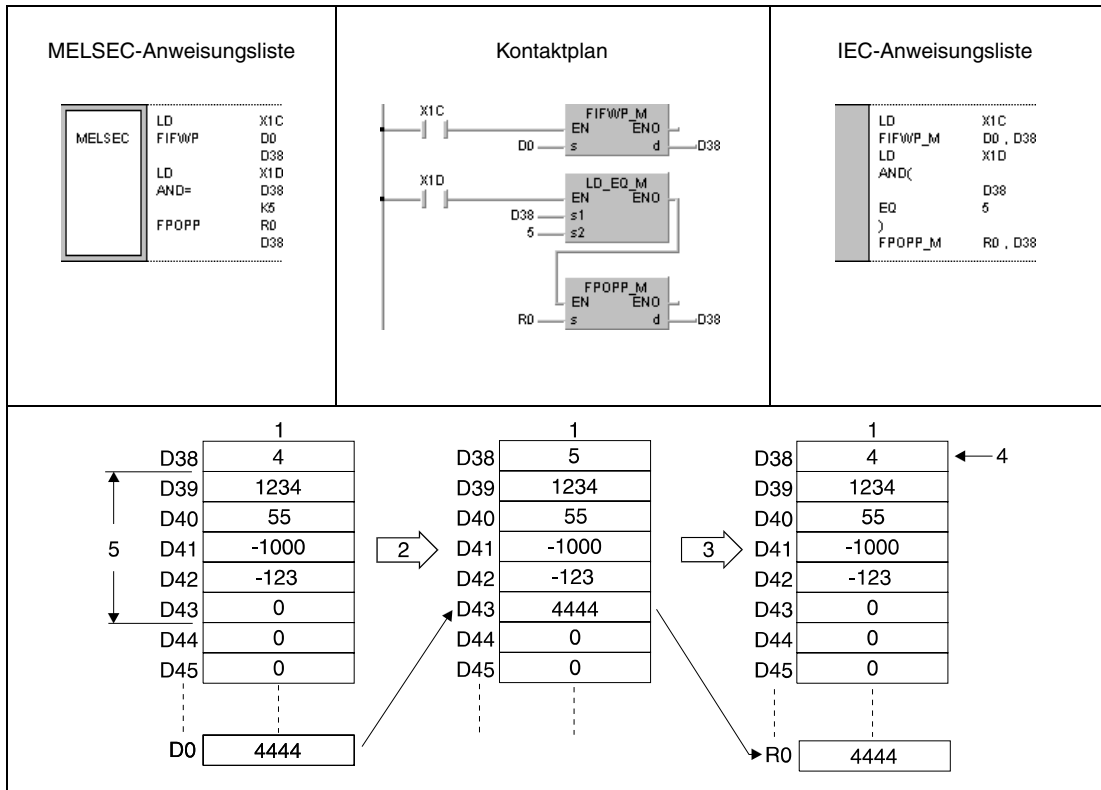 MELSEC-Anweisungsliste
MELSEC
LD X1C
FIFWP D0
D38
LD X1D
AND= D38
K5
FPOPP R0
D38
Kontaktplan
X1C
FIFWP_M
EN ENO
D0 s d D38
X1D
LD_EQ_M
EN ENO
D38 s1
5 s2
FPOPP_M
EN ENO
R0 s d D38
IEC-Anweisungsliste
LD X1C
FIFWP_M D0 , D38
LD X1D
AND(
D38
EQ 5
)
FPOPP_M R0 , D38
1
D38 4
D39 1234
D40 55
5 D41 -1000
D42 -123
D43 0
D44 0
D45 0
D0 4444
2
1
D38 5
D39 1234
D40 55
D41 -1000
D42 -123
D43 4444
D44 0
D45 0
3
1
D38 4 4
D39 1234
D40 55
D41 -1000
D42 -123
D43 0
D44 0
D45 0
R0 4444